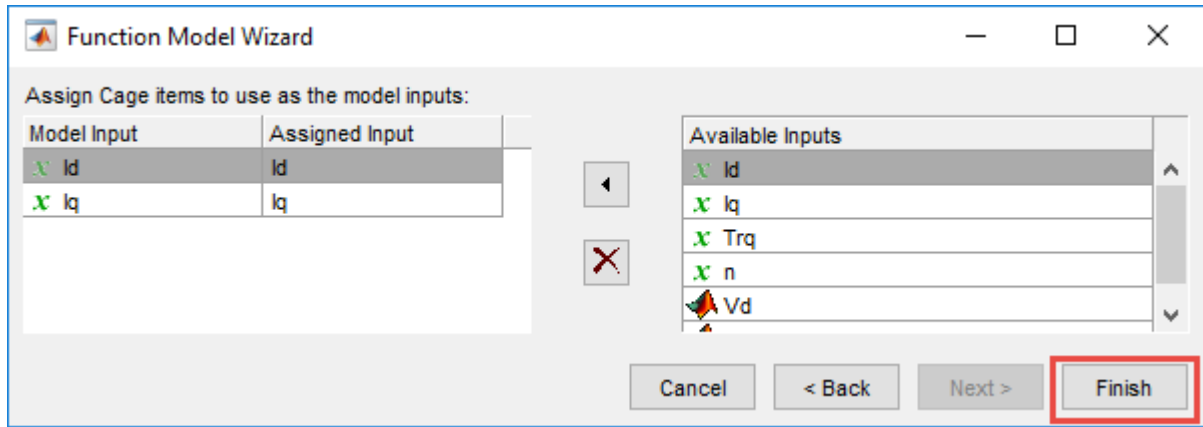 Function Model Wizard
Assign Cage items to use as the model inputs:
Model Input Assigned Input
x Id Id
x Iq Iq
Available Inputs
x Id
x Iq
x Trq
x n
Vd
Cancel < Back Next > Finish